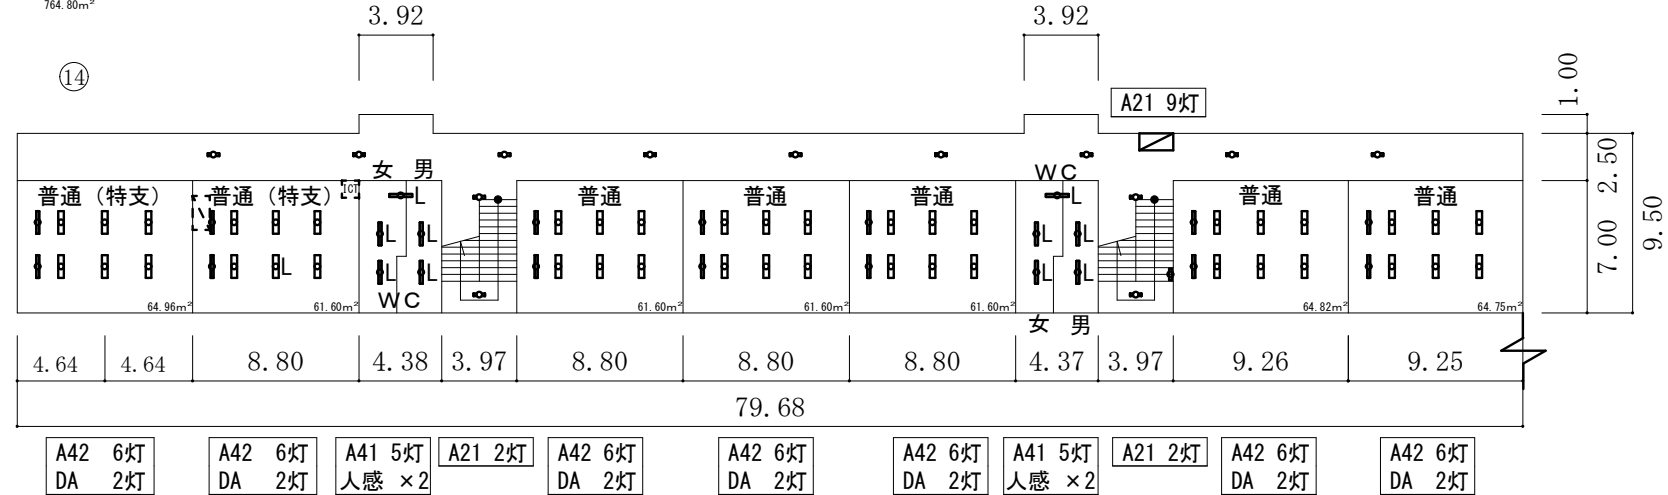 764.80m²
3.92
3.92
⑭
A21 9灯
1.00
2.50
7.00
9.50
女 男
WC
普通（特支）
普通（特支）
ICT
L
普通
普通
普通
L
普通
普通
L
L
L
L
L
L
L
L
L
WC
64.96m²
61.60m²
61.60m²
61.60m²
61.60m²
64.82m²
64.75m²
女 男
4.64
4.64
8.80
4.38
3.97
8.80
8.80
8.80
4.37
3.97
9.26
9.25
79.68
A42 6灯
DA 2灯
A42 6灯
DA 2灯
A41 5灯
人感 ×2
A21 2灯
A42 6灯
DA 2灯
A42 6灯
DA 2灯
A42 6灯
DA 2灯
A41 5灯
人感 ×2
A21 2灯
A42 6灯
DA 2灯
A42 6灯
DA 2灯